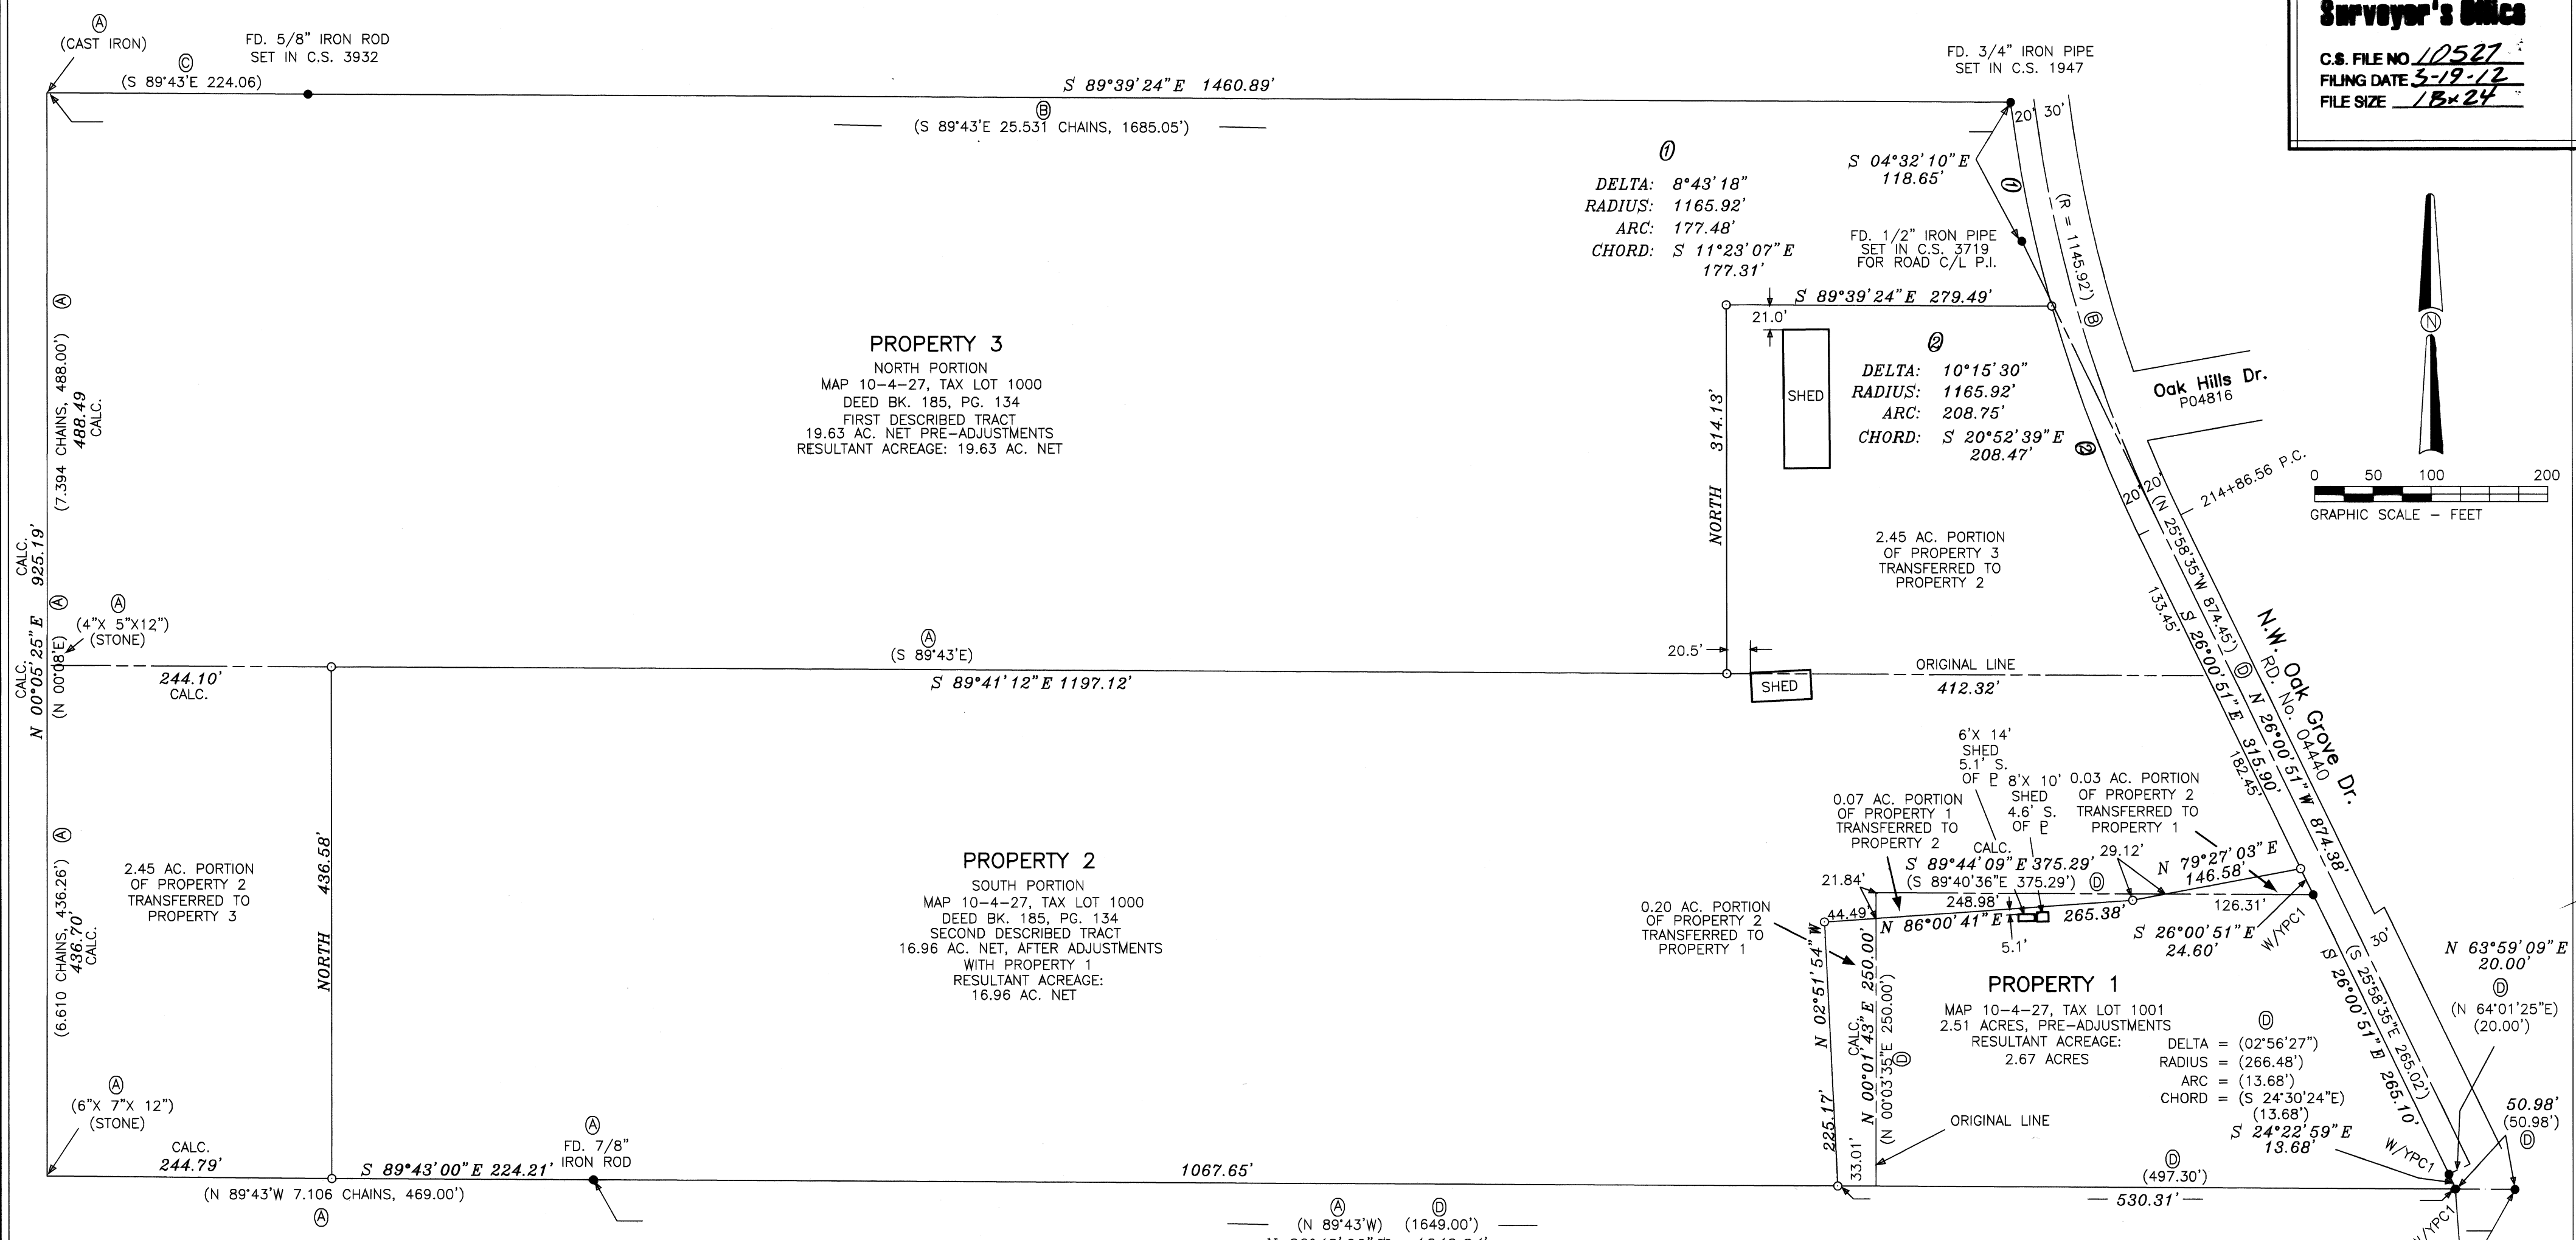 Surveyor's Office
C.S. FILE NO 10527
FILING DATE 3-19-12
FILE SIZE 18x24
A
(CAST IRON)
C
(S 89°43'E 224.06)
FD. 5/8" IRON ROD
SET IN C.S. 3932
S 89°39'24"E 1460.89'
B
(S 89°43'E 25.531 CHAINS, 1685.05')
FD. 3/4" IRON PIPE
SET IN C.S. 1947
20' 30'
S 04°32'10"E
118.65'
1
1
DELTA: 8°43'18"
RADIUS: 1165.92'
ARC: 177.48'
CHORD: S 11°23'07"E
177.31'
FD. 1/2" IRON PIPE
SET IN C.S. 3719
FOR ROAD C/L P.I.
(R = 1145.92')
B
S 89°39'24"E 279.49'
21.0'
SHED
2
DELTA: 10°15'30"
RADIUS: 1165.92'
ARC: 208.75'
CHORD: S 20°52'39"E
208.47'
2
Oak Hills Dr.
P04816
214+86.56 P.C.
N
0 50 100 200
GRAPHIC SCALE – FEET
PROPERTY 3
NORTH PORTION
MAP 10-4-27, TAX LOT 1000
DEED BK. 185, PG. 134
FIRST DESCRIBED TRACT
19.63 AC. NET PRE-ADJUSTMENTS
RESULTANT ACREAGE: 19.63 AC. NET
A
(7.394 CHAINS, 488.00')
488.49
CALC.
CALC.
N 00°05'25"E 925.19'
CALC.
A
(N 00°08'E)
A
(4"X 5"X12")
(STONE)
244.10'
CALC.
A
(S 89°43'E)
S 89°41'12"E 1197.12'
NORTH 314.13'
20.5'
SHED
ORIGINAL LINE
412.32'
2.45 AC. PORTION
OF PROPERTY 3
TRANSFERRED TO
PROPERTY 2
20' 20'
(N 25°58'35"W 874.45') D
N 26°00'51"W 874.38'
133.45'
S 26°00'51"E 315.90'
182.45'
N.W. Oak Grove Dr.
RD. No. 04440
A
(6.610 CHAINS, 436.26')
436.70'
CALC.
2.45 AC. PORTION
OF PROPERTY 2
TRANSFERRED TO
PROPERTY 3
NORTH 436.58'
PROPERTY 2
SOUTH PORTION
MAP 10-4-27, TAX LOT 1000
DEED BK. 185, PG. 134
SECOND DESCRIBED TRACT
16.96 AC. NET, AFTER ADJUSTMENTS
WITH PROPERTY 1
RESULTANT ACREAGE:
16.96 AC. NET
6'X 14'
SHED
5.1' S.
OF P
8'X 10'
SHED
4.6' S.
OF P
0.03 AC. PORTION
OF PROPERTY 2
TRANSFERRED TO
PROPERTY 1
0.07 AC. PORTION
OF PROPERTY 1
TRANSFERRED TO
PROPERTY 2
CALC.
S 89°44'09"E 375.29'
(S 89°40'36"E 375.29') D
29.12'
N 79°27'03"E
146.58'
21.84'
44.49'
248.98'
N 86°00'41"E 265.38'
5.1'
126.31'
S 26°00'51"E
24.60'
W/YPC1
0.20 AC. PORTION
OF PROPERTY 2
TRANSFERRED TO
PROPERTY 1
N 02°51'54"W
225.17'
CALC.
N 00°01'43"E 250.00'
(N 00°03'35"E 250.00')
D
33.01'
PROPERTY 1
MAP 10-4-27, TAX LOT 1001
2.51 ACRES, PRE-ADJUSTMENTS
RESULTANT ACREAGE:
2.67 ACRES
ORIGINAL LINE
D
DELTA = (02°56'27")
RADIUS = (266.48')
ARC = (13.68')
CHORD = (S 24°30'24"E)
(13.68')
S 24°22'59"E
13.68'
30'
(S 25°58'35"E 265.02')
S 26°00'51"E 265.10'
W/YPC1
N 63°59'09"E
20.00'
D
(N 64°01'25"E)
(20.00')
50.98'
(50.98')
D
A
(6"X 7"X 12")
(STONE)
CALC.
244.79'
S 89°43'00"E 224.21'
(N 89°43'W 7.106 CHAINS, 469.00')
A
A
FD. 7/8"
IRON ROD
1067.65'
D
(497.30')
530.31'
A D
(N 89°43'W) (1649.00')
W/YPC1